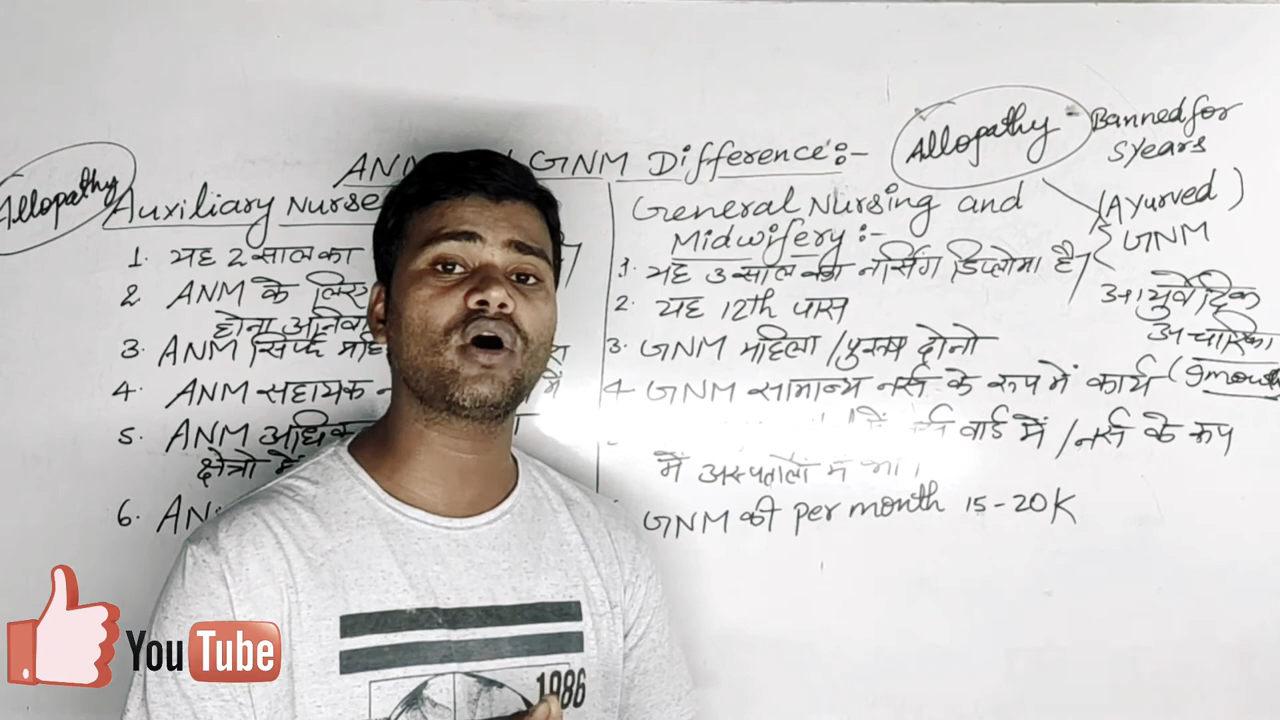 ANM GNM Difference:-
Allopathy
Auxiliary Nurse
1. यह 2 साल का
2. ANM के लिए
होना अनिवा
3. ANM सिर्फ महि
4. ANM सहायक में
5. ANM अधिक
क्षेत्रो में
6. AN
General Nursing and
Midwifery:-
1. यह 3 साल का नर्सिंग डिप्लोमा है
2. यह 12th पास
3. GNM महिला/पुरुष दोनो
4 GNM सामान्य नर्स के रूप में कार्य (9mon
वार्ड में / नर्स के रूप
में अस्पतालों में
GNM की per month 15-20K
Allopathy - Banned for
5years
(Ayurved)
GNM
आयुर्वेदिक
YouTube
1986